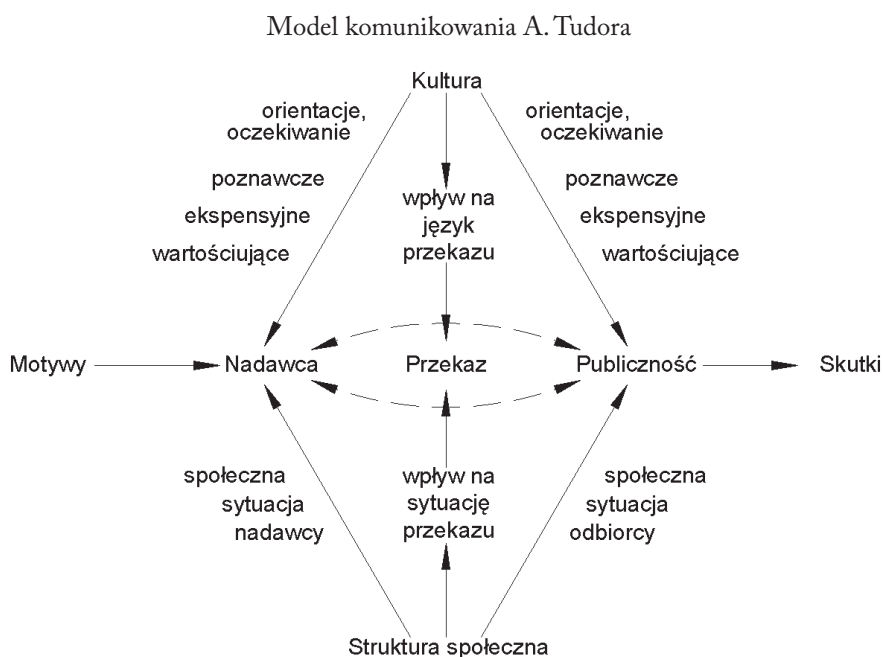 Model komunikowania A. Tudora
Kultura
orientacje,
oczekiwanie
poznawcze
ekspensyjne
wartościujące
wpływ na
język
przekazu
orientacje,
oczekiwanie
poznawcze
ekspensyjne
wartościujące
Motywy
Nadawca
Przekaz
Publiczność
Skutki
społeczna
sytuacja
nadawcy
wpływ na
sytuację
przekazu
społeczna
sytuacja
odbiorcy
Struktura społeczna